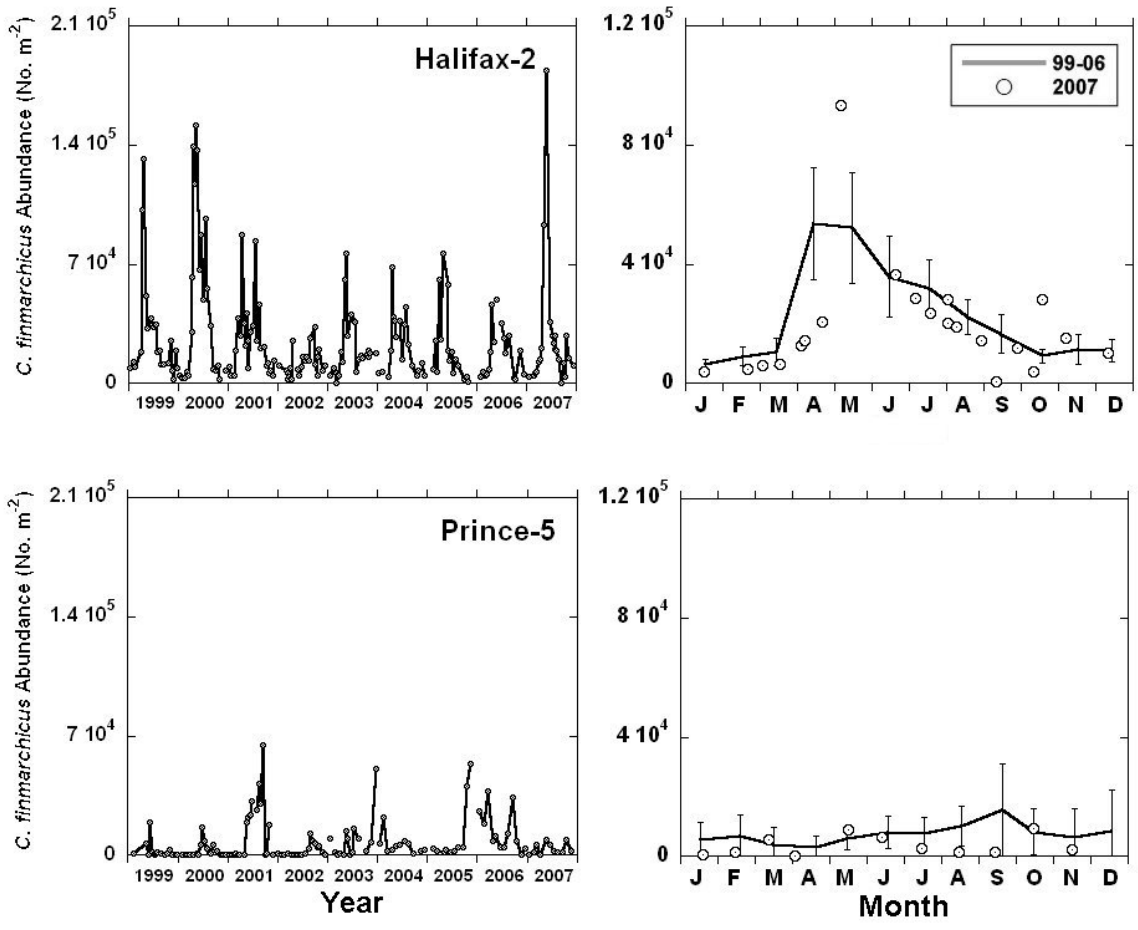 C. finmarchicus Abundance (No. m-2)
2.1 10^5
1.4 10^5
7 10^4
0
Halifax-2
1999 2000 2001 2002 2003 2004 2005 2006 2007
1.2 10^5
8 10^4
4 10^4
0
99-06
2007
J F M A M J J A S O N D
C. finmarchicus Abundance (No. m-2)
2.1 10^5
1.4 10^5
7 10^4
0
Prince-5
1999 2000 2001 2002 2003 2004 2005 2006 2007
Year
1.2 10^5
8 10^4
4 10^4
0
J F M A M J J A S O N D
Month